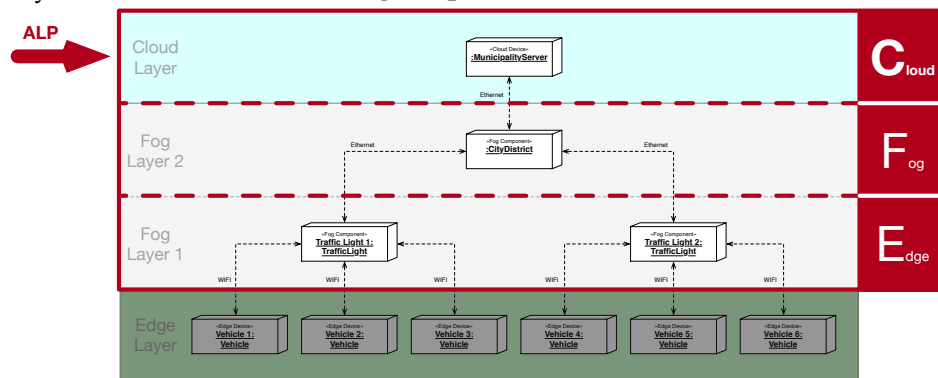 ALP
Cloud
Layer
«Cloud Device»
:MunicipalityServer
Cloud
Ethernet
Fog
Layer 2
Ethernet
«Fog Component»
:CityDistrict
Ethernet
Fog
Fog
Layer 1
«Fog Component»
Traffic Light 1:
TrafficLight
«Fog Component»
Traffic Light 2:
TrafficLight
Edge
WIFI
WIFI
WIFI
WIFI
WIFI
WIFI
Edge
Layer
«Edge Device»
Vehicle 1:
Vehicle
«Edge Device»
Vehicle 2:
Vehicle
«Edge Device»
Vehicle 3:
Vehicle
«Edge Device»
Vehicle 4:
Vehicle
«Edge Device»
Vehicle 5:
Vehicle
«Edge Device»
Vehicle 6:
Vehicle